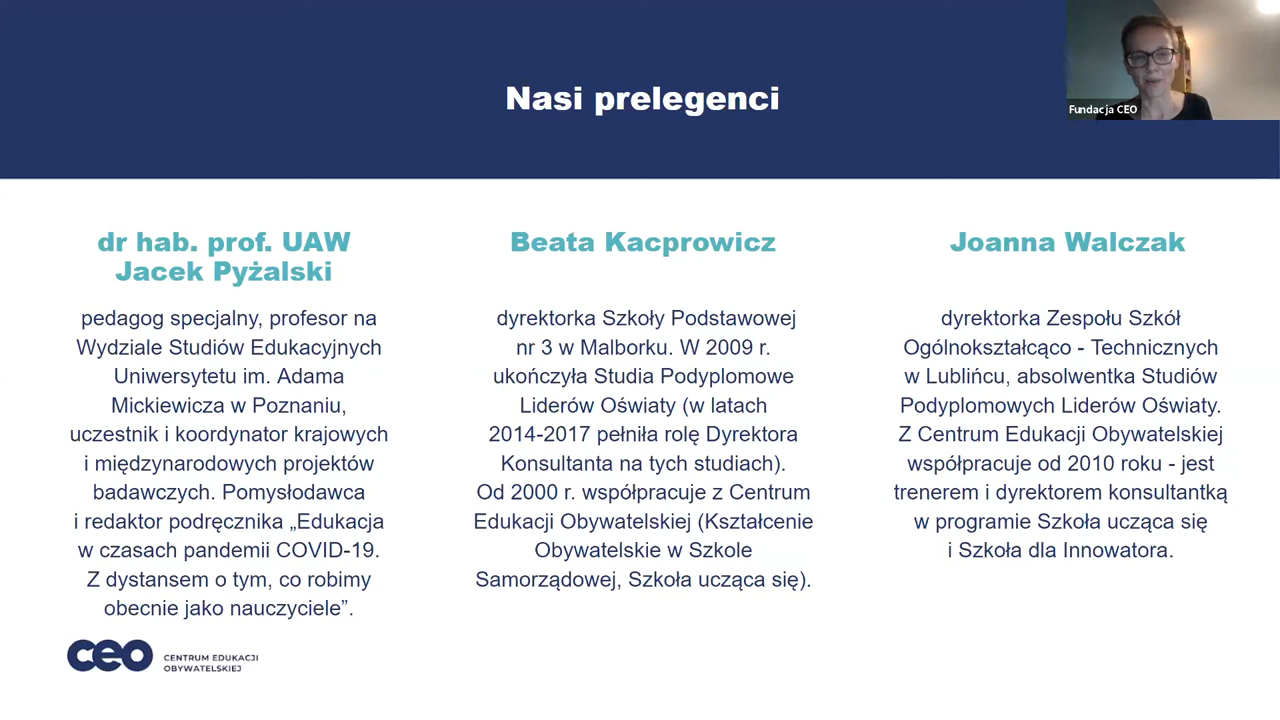 Nasi prelegenci
Fundacja CEO
dr hab. prof. UAW
Jacek Pyżalski
pedagog specjalny, profesor na
Wydziale Studiów Edukacyjnych
Uniwersytetu im. Adama
Mickiewicza w Poznaniu,
uczestnik i koordynator krajowych
i międzynarodowych projektów
badawczych. Pomysłodawca
i redaktor podręcznika „Edukacja
w czasach pandemii COVID-19.
Z dystansem o tym, co robimy
obecnie jako nauczyciele”.
Beata Kacprowicz
dyrektorka Szkoły Podstawowej
nr 3 w Malborku. W 2009 r.
ukończyła Studia Podyplomowe
Liderów Oświaty (w latach
2014-2017 pełniła rolę Dyrektora
Konsultanta na tych studiach).
Od 2000 r. współpracuje z Centrum
Edukacji Obywatelskiej (Kształcenie
Obywatelskie w Szkole
Samorządowej, Szkoła ucząca się).
Joanna Walczak
dyrektorka Zespołu Szkół
Ogólnokształcąco - Technicznych
w Lublińcu, absolwentka Studiów
Podyplomowych Liderów Oświaty.
Z Centrum Edukacji Obywatelskiej
współpracuje od 2010 roku - jest
trenerem i dyrektorem konsultantką
w programie Szkoła ucząca się
i Szkoła dla Innowatora.
ceo
CENTRUM EDUKACJI
OBYWATELSKIEJ